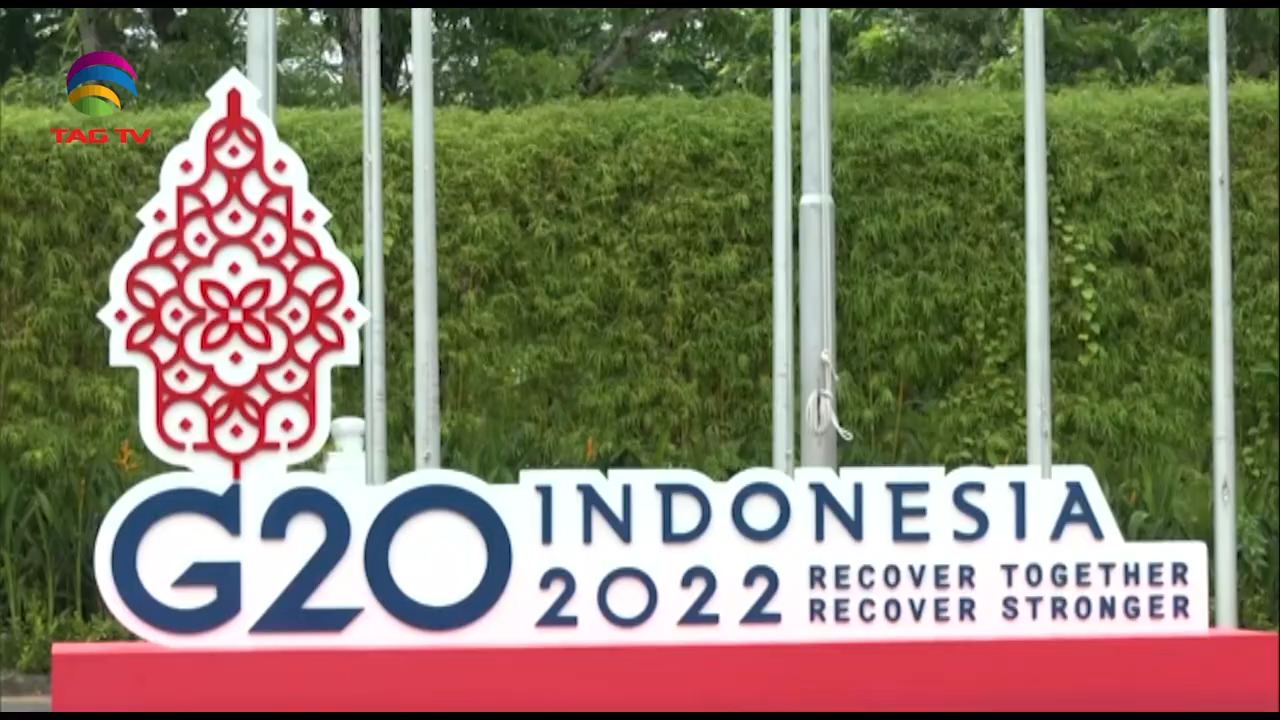 TAG TV
G20 INDONESIA
2022 RECOVER TOGETHER
RECOVER STRONGER